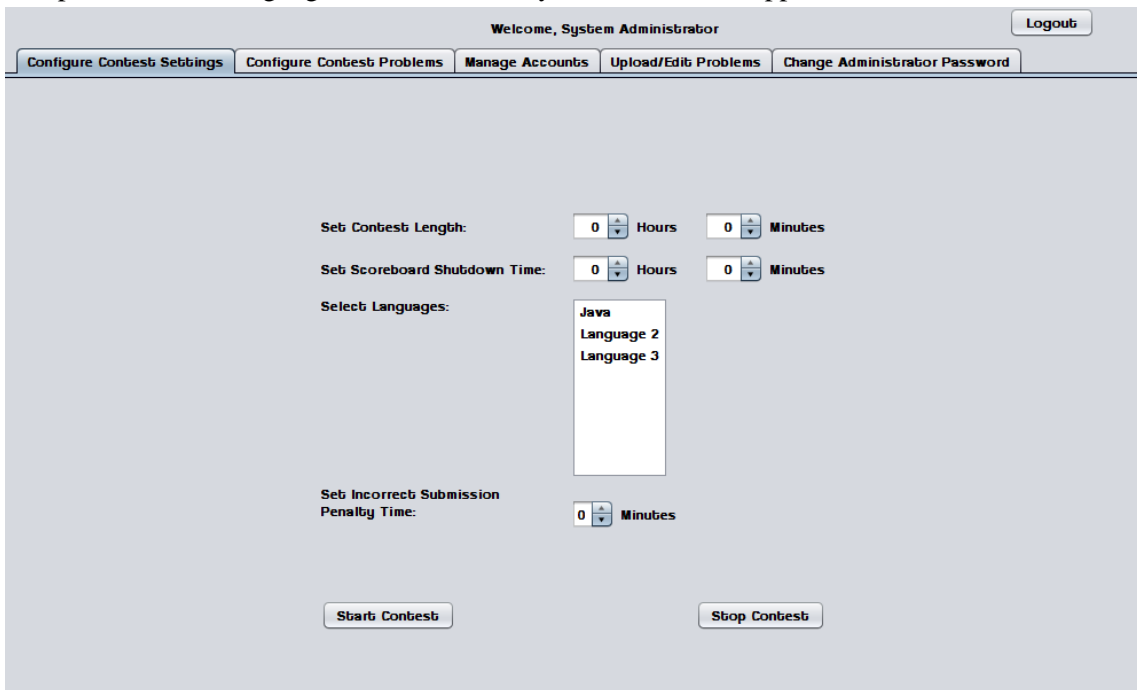 Welcome, System Administrator
Logout
Configure Contest Settings Configure Contest Problems Manage Accounts Upload/Edit Problems Change Administrator Password
Set Contest Length: 0 Hours 0 Minutes
Set Scoreboard Shutdown Time: 0 Hours 0 Minutes
Select Languages:
Java
Language 2
Language 3
Set Incorrect Submission
Penalty Time:
0 Minutes
Start Contest Stop Contest